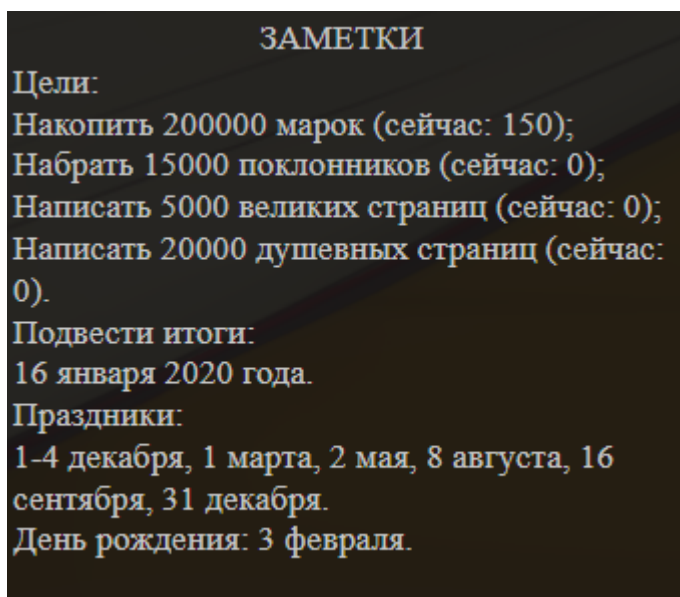 ЗАМЕТКИ
Цели:
Накопить 200000 марок (сейчас: 150);
Набрать 15000 поклонников (сейчас: 0);
Написать 5000 великих страниц (сейчас: 0);
Написать 20000 душевных страниц (сейчас:
0).
Подвести итоги:
16 января 2020 года.
Праздники:
1-4 декабря, 1 марта, 2 мая, 8 августа, 16
сентября, 31 декабря.
День рождения: 3 февраля.